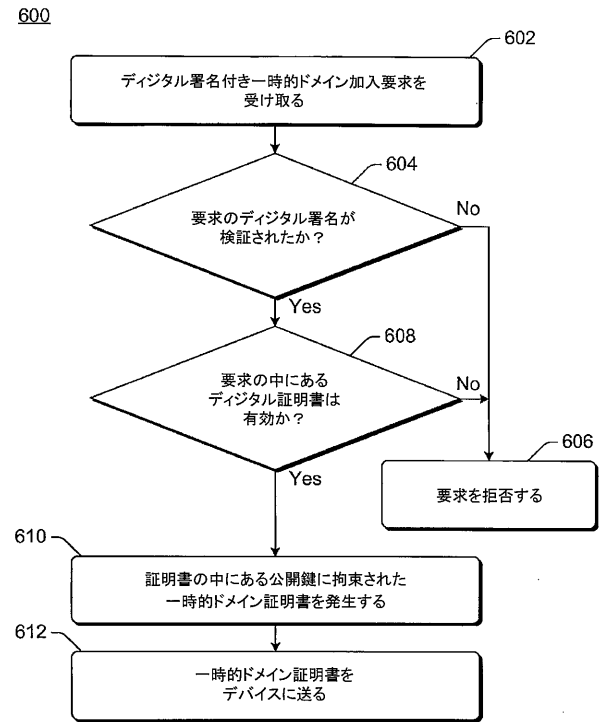 600
602
ディジタル署名付き一時的ドメイン加入要求を
受け取る
604
要求のディジタル署名が
検証されたか？
No
Yes
608
要求の中にある
ディジタル証明書は
有効か？
No
Yes
606
要求を拒否する
610
証明書の中にある公開鍵に拘束された
一時的ドメイン証明書を発生する
612
一時的ドメイン証明書を
デバイスに送る